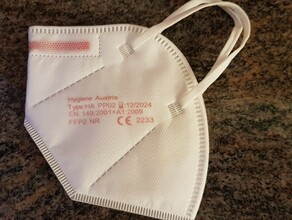 Hygiene Austria
Type:HA PP02 ⌛:12/2024
EN 149:2001+A1:2009
FFP2 NR CE 2233